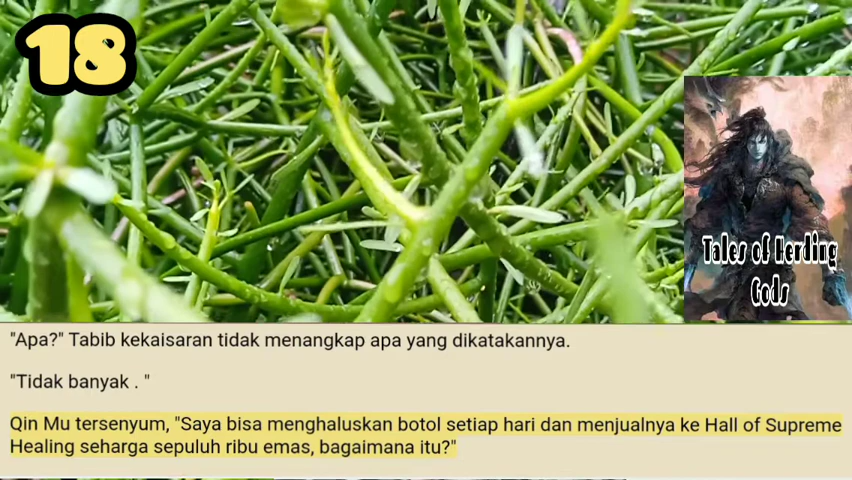 18
Tales of Herding
Gods
"Apa?" Tabib kekaisaran tidak menangkap apa yang dikatakannya.
"Tidak banyak . "
Qin Mu tersenyum, "Saya bisa menghaluskan botol setiap hari dan menjualnya ke Hall of Supreme
Healing seharga sepuluh ribu emas, bagaimana itu?"